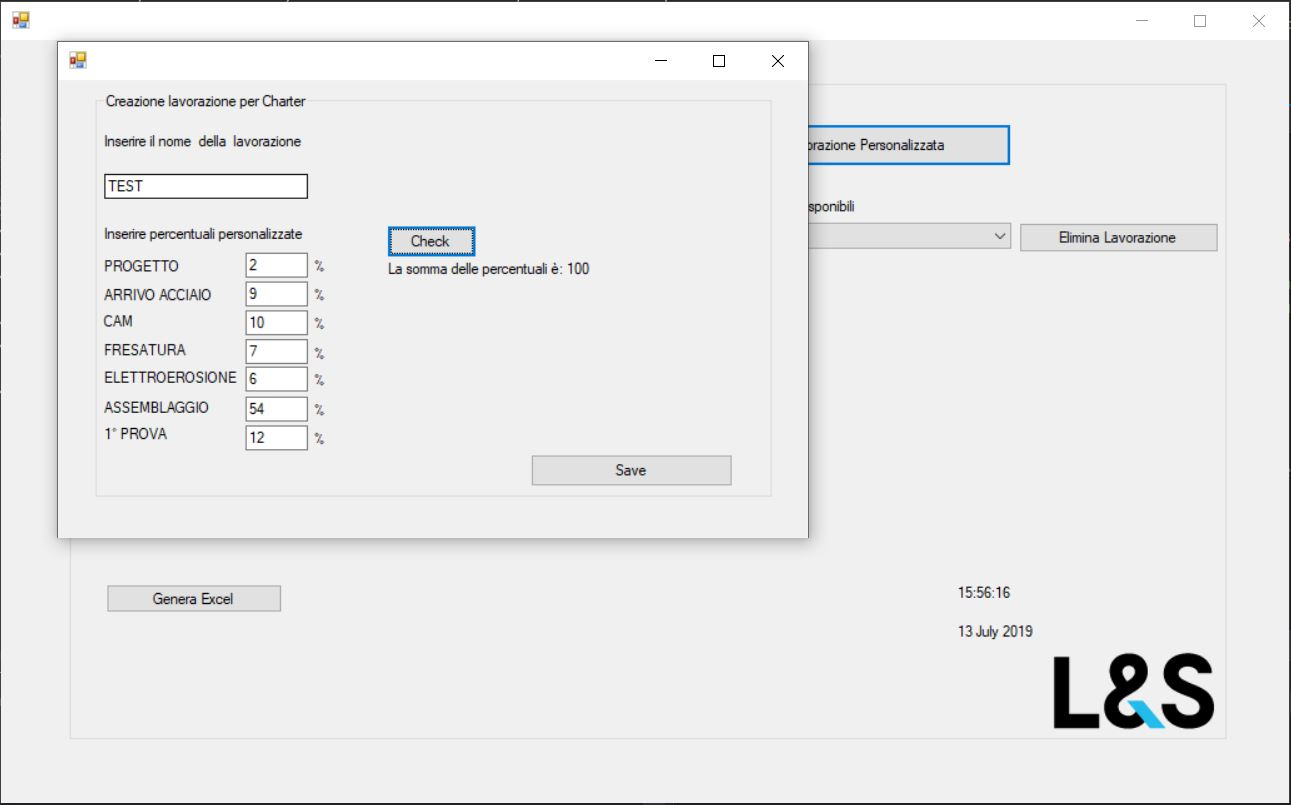 Creazione lavorazione per Charter
Inserire il nome della lavorazione
TEST
Inserire percentuali personalizzate
Check
La somma delle percentuali è: 100
PROGETTO 2 %
ARRIVO ACCIAIO 9 %
CAM 10 %
FRESATURA 7 %
ELETTROEROSIONE 6 %
ASSEMBLAGGIO 54 %
1° PROVA 12 %
Save
Personalizzata
Elimina Lavorazione
Genera Excel
15:56:16
13 July 2019
L&S